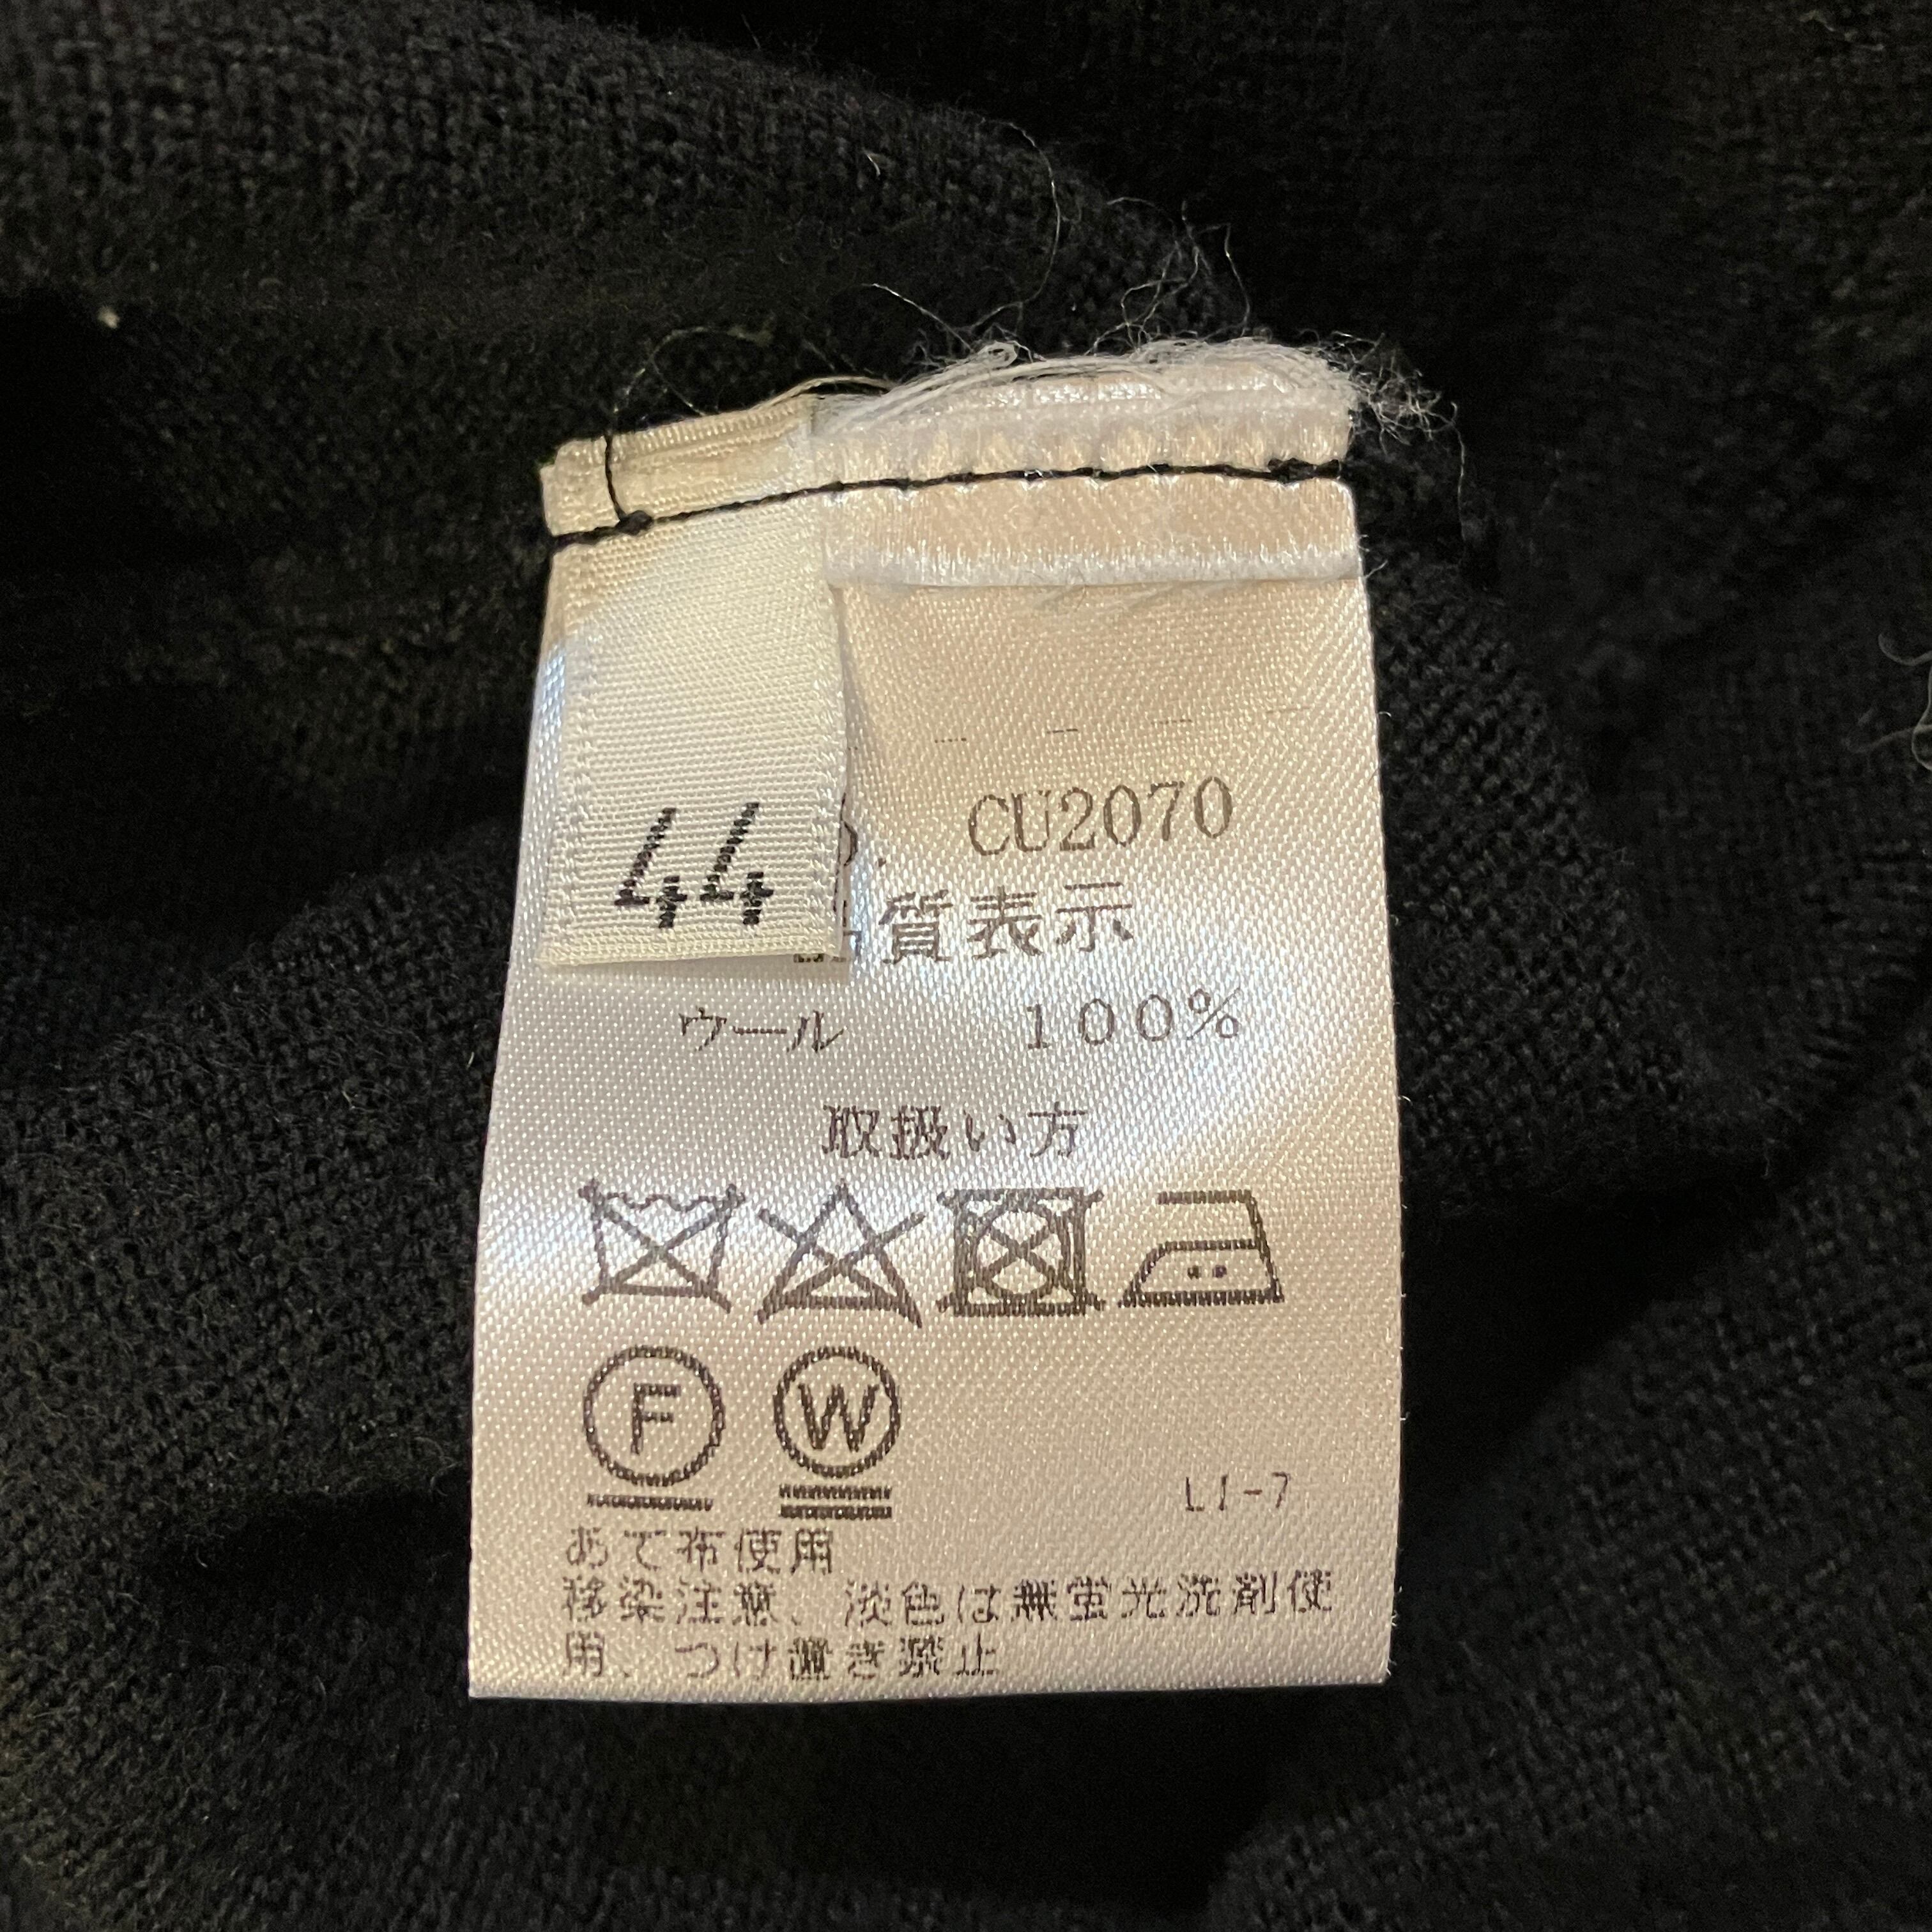 44
CU2070
質表示
ウール 100%
取扱い方
F W
L1-7
あて布使用
移染注意、淡色は無蛍光洗剤使
用、つけ置き禁止